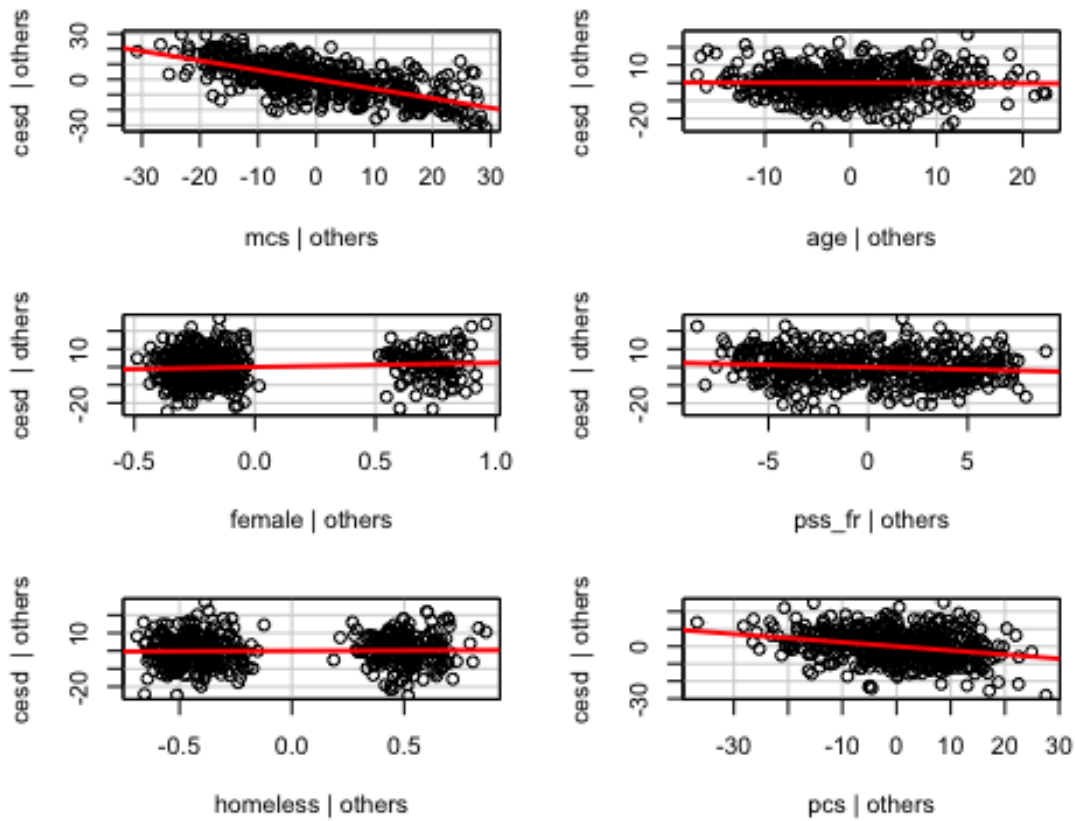 cesd | others
30
0
-30
-30 -20 -10 0 10 20 30
mcs | others
cesd | others
10
-20
-10 0 10 20
age | others
cesd | others
10
-20
-0.5 0.0 0.5 1.0
female | others
cesd | others
10
-20
-5 0 5
pss_fr | others
cesd | others
10
-20
-0.5 0.0 0.5
homeless | others
cesd | others
0
-30
-30 -10 0 10 20 30
pcs | others